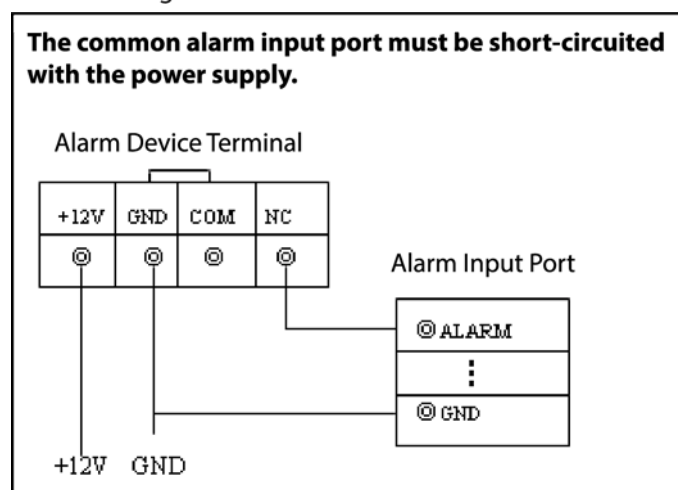 The common alarm input port must be short-circuited
with the power supply.
Alarm Device Terminal
+12V GND COM NC
Alarm Input Port
ALARM
GND
+12V GND